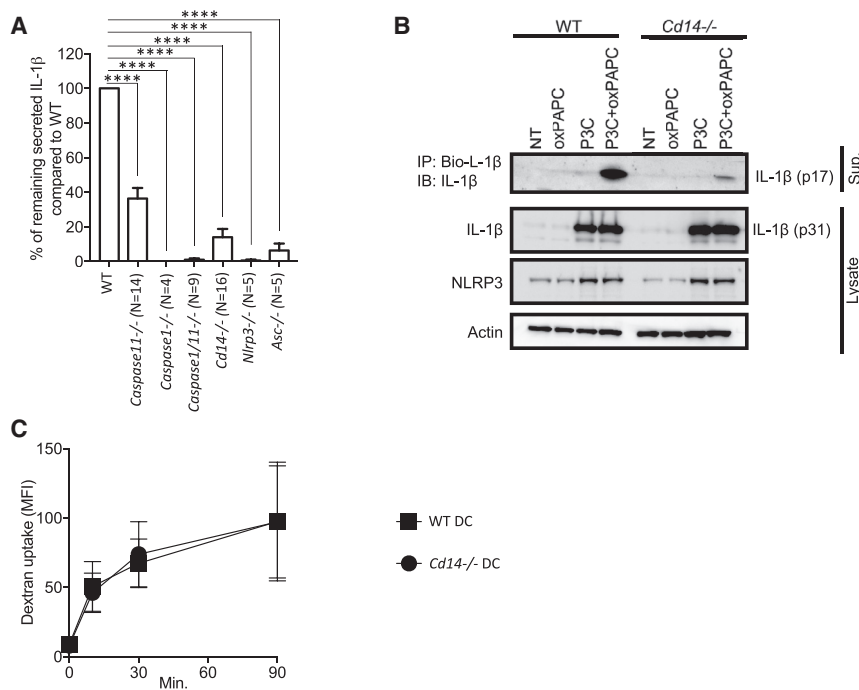 A
****
****
****
****
****
****
% of remaining secreted IL-1β
compared to WT
120
100
80
60
40
20
0
WT
Caspase11-/- (N=14)
Caspase1-/- (N=4)
Caspase1/11-/- (N=9)
Cd14-/- (N=16)
Nlrp3-/- (N=5)
Asc-/- (N=5)
B
WT
Cd14-/-
NT
oxPAPC
P3C
P3C+oxPAPC
NT
oxPAPC
P3C
P3C+oxPAPC
IP: Bio-L-1β
IB: IL-1β
IL-1β (p17)
Sup.
IL-1β
IL-1β (p31)
NLRP3
Actin
Lysate
C
Dextran uptake (MFI)
150
100
50
0
0 30 60 90
Min.
WT DC
Cd14-/- DC